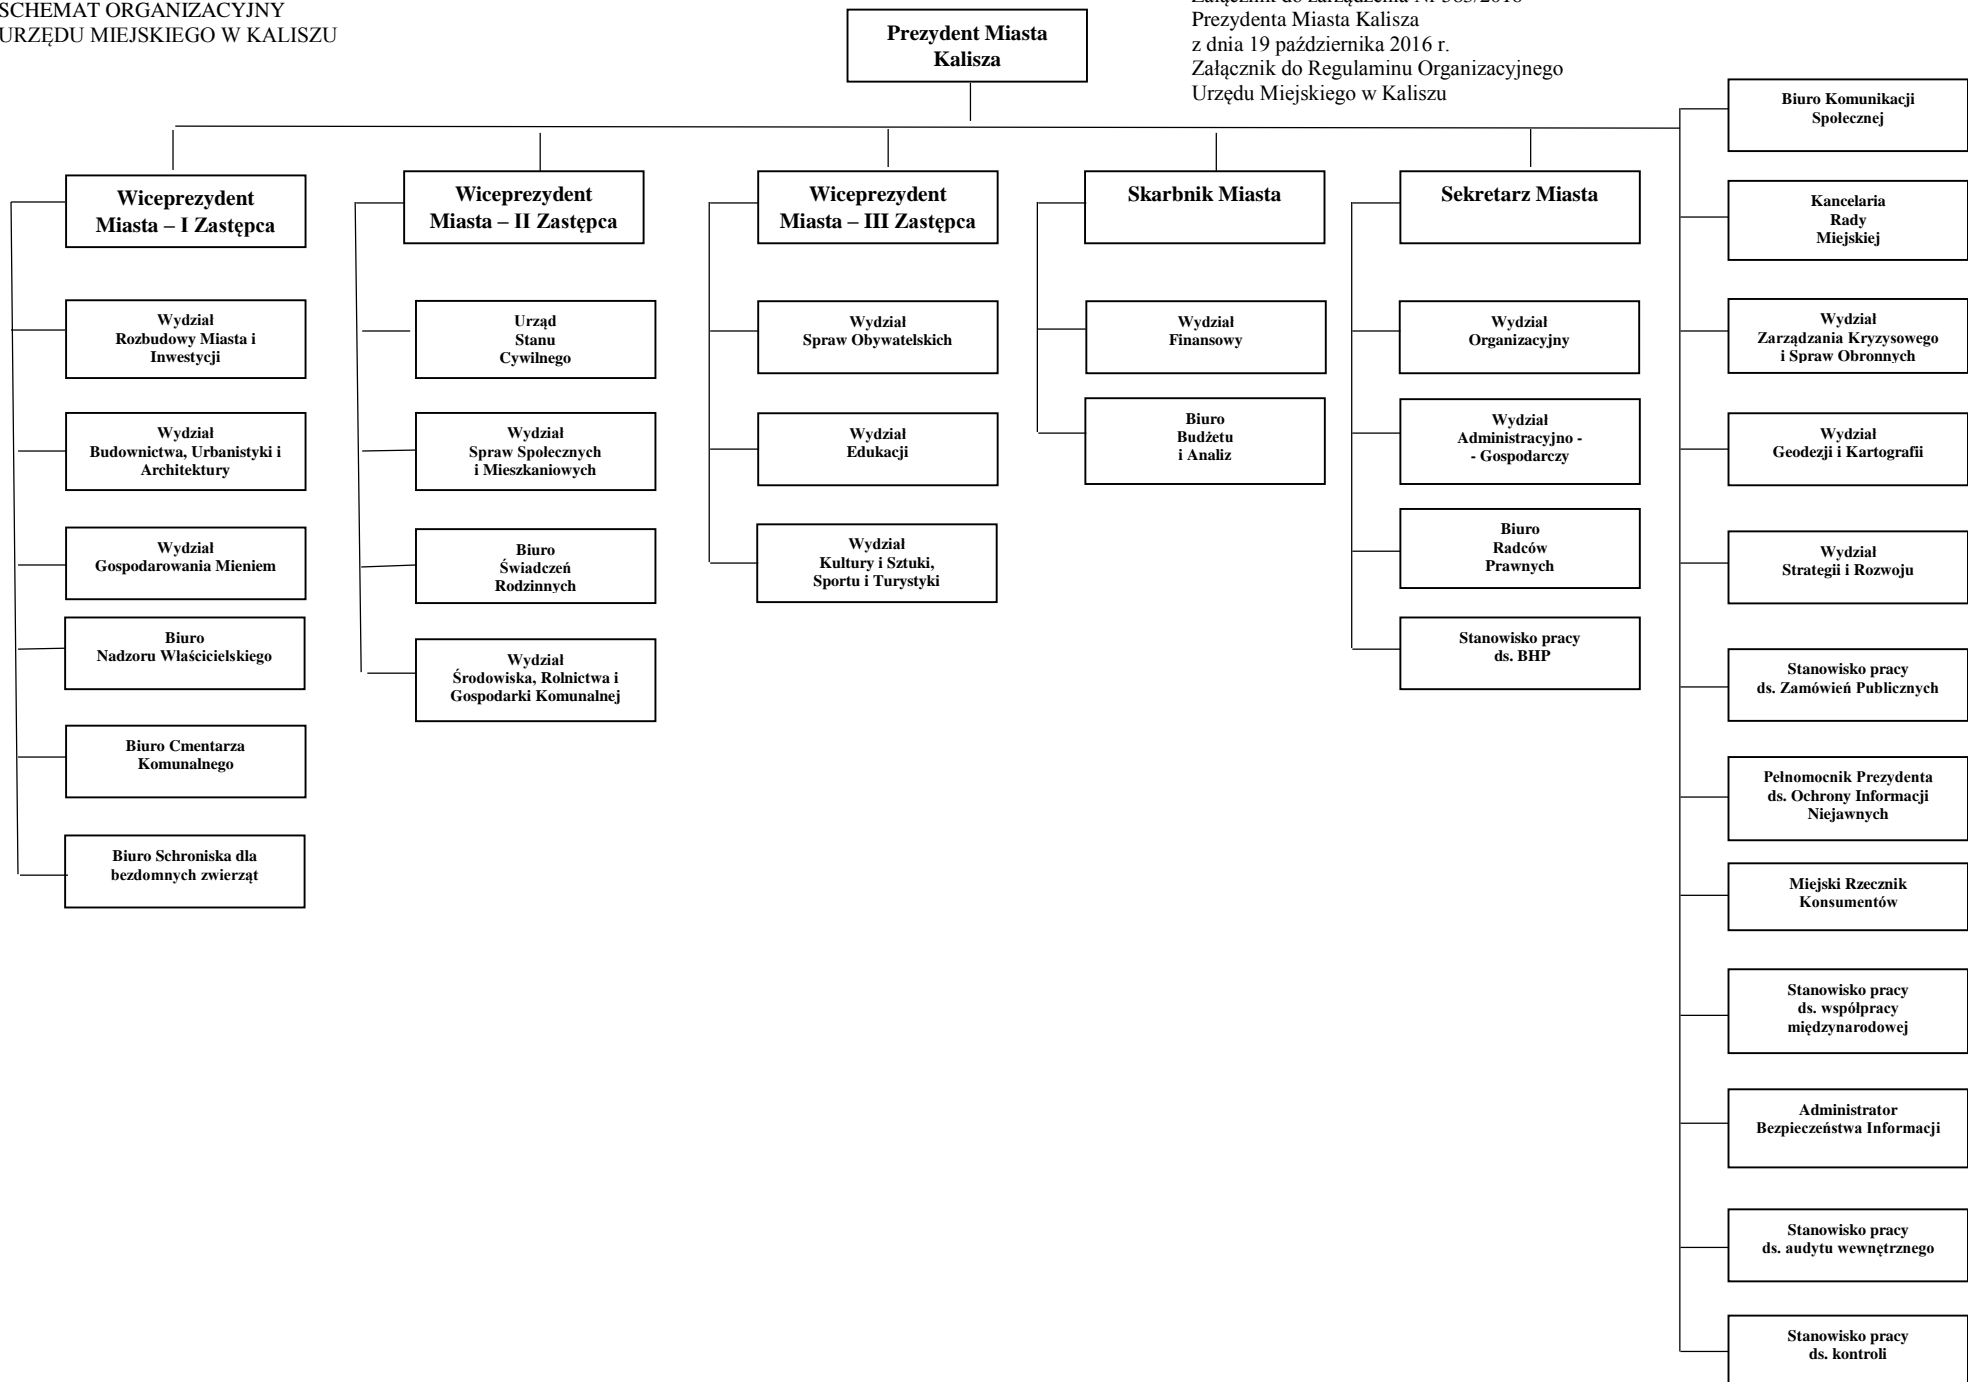 SCHEMAT ORGANIZACYJNY
URZĘDU MIEJSKIEGO W KALISZU
Prezydent Miasta
Kalisza
Załącznik do zarządzenia Nr
Prezydenta Miasta Kalisza
z dnia 19 października 2016 r.
Załącznik do Regulaminu Organizacyjnego
Urzędu Miejskiego w Kaliszu
Wiceprezydent
Miasta – I Zastępca
Wydział
Rozbudowy Miasta i
Inwestycji
Wydział
Budownictwa, Urbanistyki i
Architektury
Wydział
Gospodarowania Mieniem
Biuro
Nadzoru Właścicielskiego
Biuro Cmentarza
Komunalnego
Biuro Schroniska dla
bezdomnych zwierząt
Wiceprezydent
Miasta – II Zastępca
Urząd
Stanu
Cywilnego
Wydział
Spraw Społecznych
i Mieszkaniowych
Biuro
Świadczeń
Rodzinnych
Wydział
Środowiska, Rolnictwa i
Gospodarki Komunalnej
Wiceprezydent
Miasta – III Zastępca
Wydział
Spraw Obywatelskich
Wydział
Edukacji
Wydział
Kultury i Sztuki,
Sportu i Turystyki
Skarbnik Miasta
Wydział
Finansowy
Biuro
Budżetu
i Analiz
Sekretarz Miasta
Wydział
Organizacyjny
Wydział
Administracyjno -
- Gospodarczy
Biuro
Radców
Prawnych
Stanowisko pracy
ds. BHP
Biuro Komunikacji
Społecznej
Kancelaria
Rady
Miejskiej
Wydział
Zarządzania Kryzysowego
i Spraw Obronnych
Wydział
Geodezji i Kartografii
Wydział
Strategii i Rozwoju
Stanowisko pracy
ds. Zamówień Publicznych
Pełnomocnik Prezydenta
ds. Ochrony Informacji
Niejawnych
Miejski Rzecznik
Konsumentów
Stanowisko pracy
ds. współpracy
międzynarodowej
Administrator
Bezpieczeństwa Informacji
Stanowisko pracy
ds. audytu wewnętrznego
Stanowisko pracy
ds. kontroli